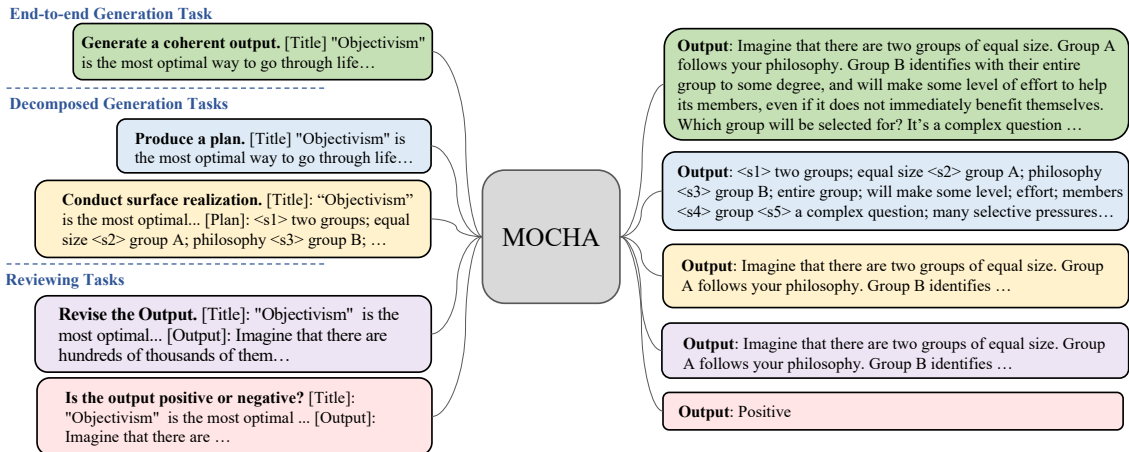 End-to-end Generation Task
Generate a coherent output. [Title] "Objectivism"
is the most optimal way to go through life…
Decomposed Generation Tasks
Produce a plan. [Title] "Objectivism" is
the most optimal way to go through life…
Conduct surface realization. [Title]: “Objectivism”
is the most optimal... [Plan]: <s1> two groups; equal
size <s2> group A; philosophy <s3> group B; …
Reviewing Tasks
Revise the Output. [Title]: "Objectivism" is the
most optimal... [Output]: Imagine that there are
hundreds of thousands of them…
Is the output positive or negative? [Title]:
"Objectivism" is the most optimal ... [Output]:
Imagine that there are …
MOCHA
Output: Imagine that there are two groups of equal size. Group A
follows your philosophy. Group B identifies with their entire
group to some degree, and will make some level of effort to help
its members, even if it does not immediately benefit themselves.
Which group will be selected for? It’s a complex question …
Output: <s1> two groups; equal size <s2> group A; philosophy
<s3> group B; entire group; will make some level; effort; members
<s4> group <s5> a complex question; many selective pressures…
Output: Imagine that there are two groups of equal size. Group
A follows your philosophy. Group B identifies …
Output: Imagine that there are two groups of equal size. Group
A follows your philosophy. Group B identifies …
Output: Positive